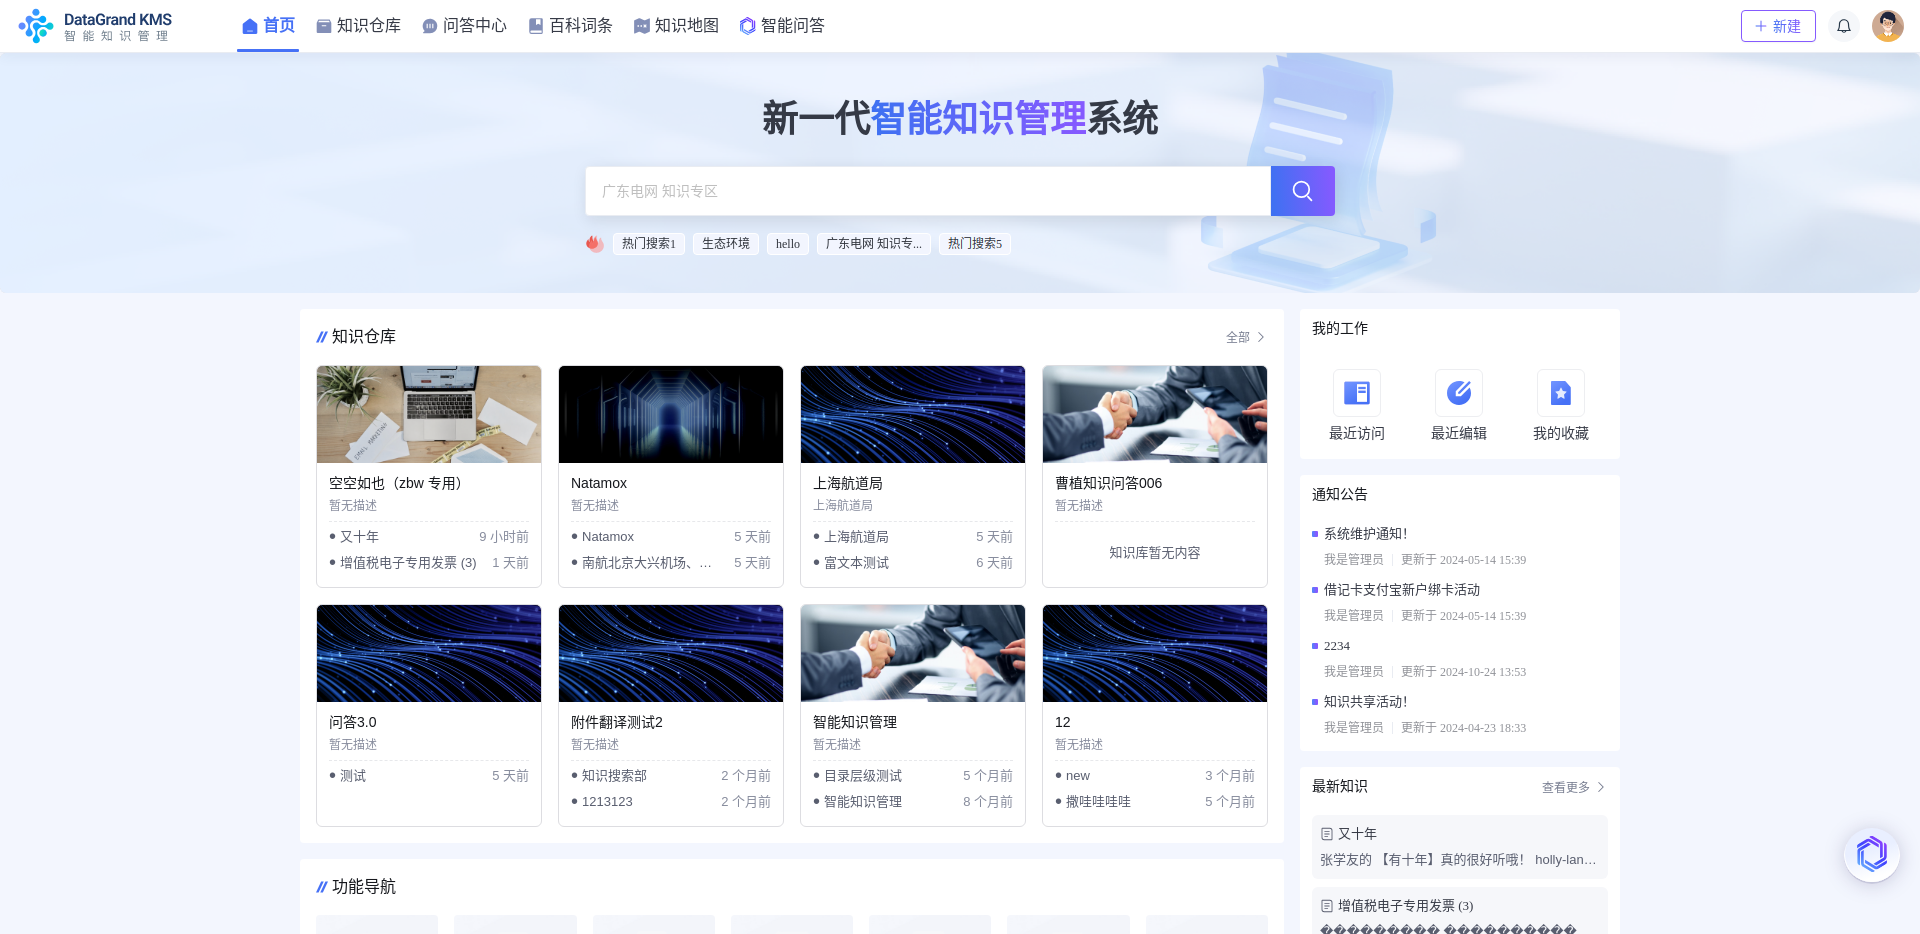 DataGrand KMS
智能知识管理
首页
知识仓库
问答中心
百科词条
知识地图
智能问答
新建
新一代智能知识管理系统
广东电网 知识专区
热门搜索1
生态环境
hello
广东电网 知识专...
热门搜索5
知识仓库
全部
空空如也（zbw 专用）
暂无描述
又十年 9 小时前
增值税电子专用发票 (3) 1 天前
Natamox
暂无描述
Natamox 5 天前
南航北京大兴机场、... 5 天前
上海航道局
上海航道局
上海航道局 5 天前
富文本测试 6 天前
曹植知识问答006
暂无描述
知识库暂无内容
问答3.0
暂无描述
测试 5 天前
附件翻译测试2
暂无描述
知识搜索部 2 个月前
1213123 2 个月前
智能知识管理
暂无描述
目录层级测试 5 个月前
智能知识管理 8 个月前
12
暂无描述
new 3 个月前
撒哇哇哇哇 5 个月前
功能导航
我的工作
最近访问
最近编辑
我的收藏
通知公告
系统维护通知！
我是管理员 更新于 2024-05-14 15:39
借记卡支付宝新户绑卡活动
我是管理员 更新于 2024-05-14 15:39
2234
我是管理员 更新于 2024-10-24 13:53
知识共享活动！
我是管理员 更新于 2024-04-23 18:33
最新知识
查看更多
又十年
张学友的 【有十年】真的很好听哦！ holly-lan...
增值税电子专用发票 (3)